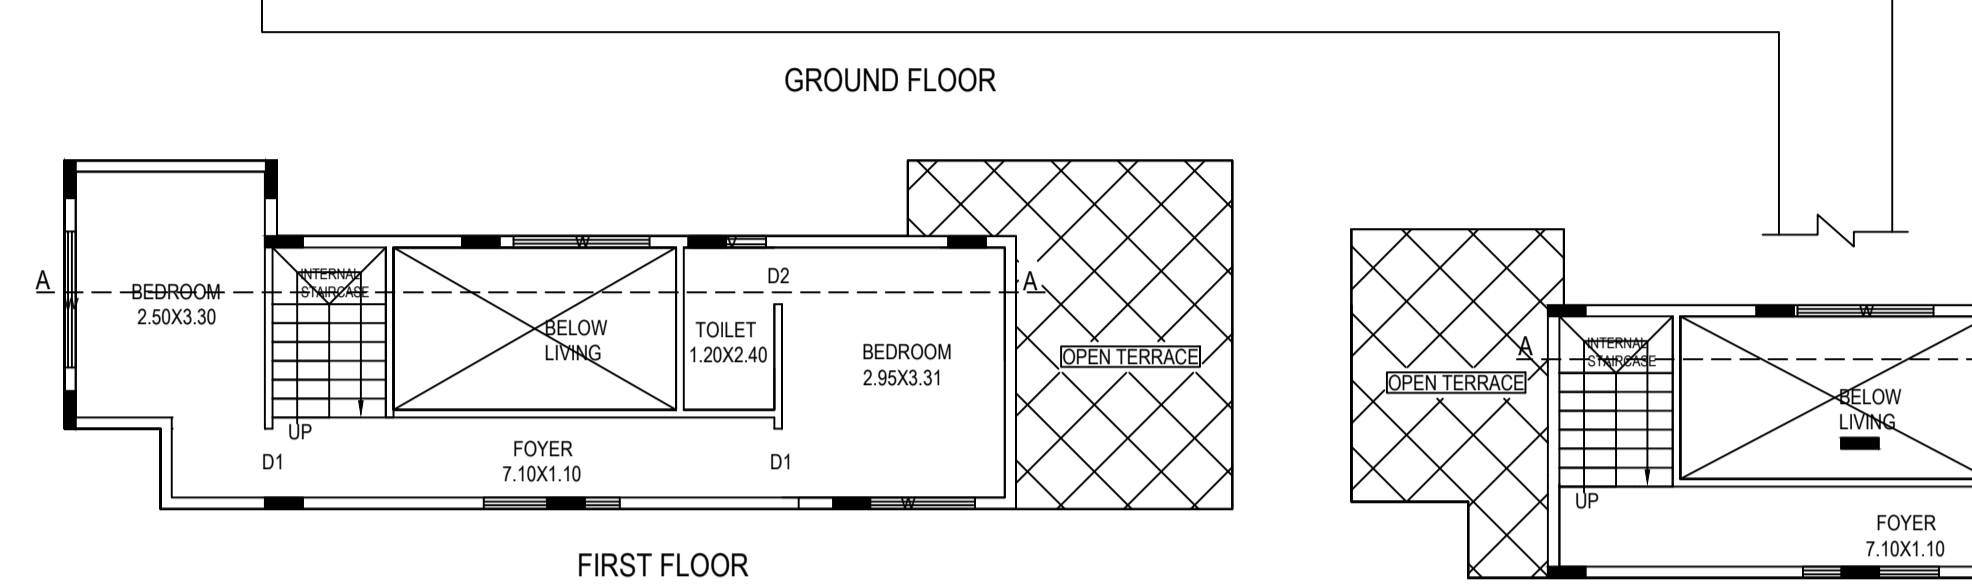 GROUND FLOOR
A
BEDROOM
2.50X3.30
W
INTERNAL
STAIRCASE
UP
D1
W
BELOW
LIVING
FOYER
7.10X1.10
V
TOILET
1.20X2.40
D2
D1
BEDROOM
2.95X3.31
W
A
OPEN TERRACE
FIRST FLOOR
OPEN TERRACE
A
INTERNAL
STAIRCASE
UP
W
BELOW
LIVING
FOYER
7.10X1.10